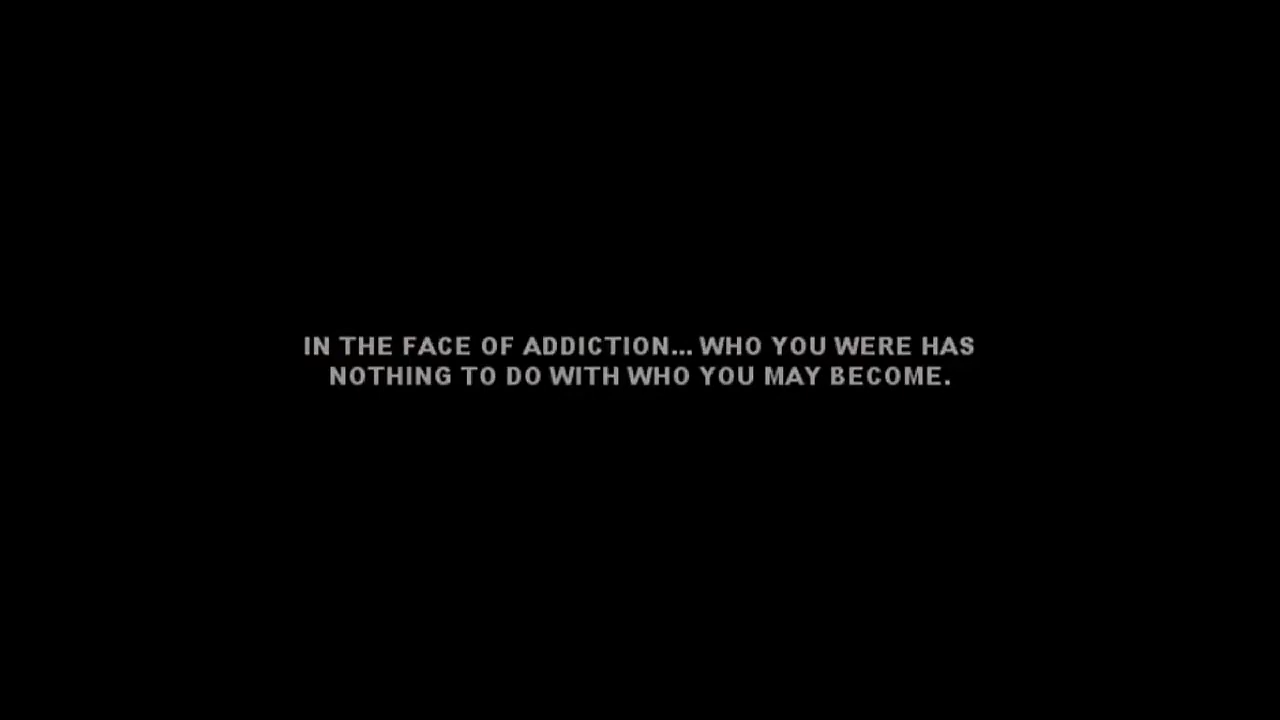 IN THE FACE OF ADDICTION... WHO YOU WERE HAS
NOTHING TO DO WITH WHO YOU MAY BECOME.